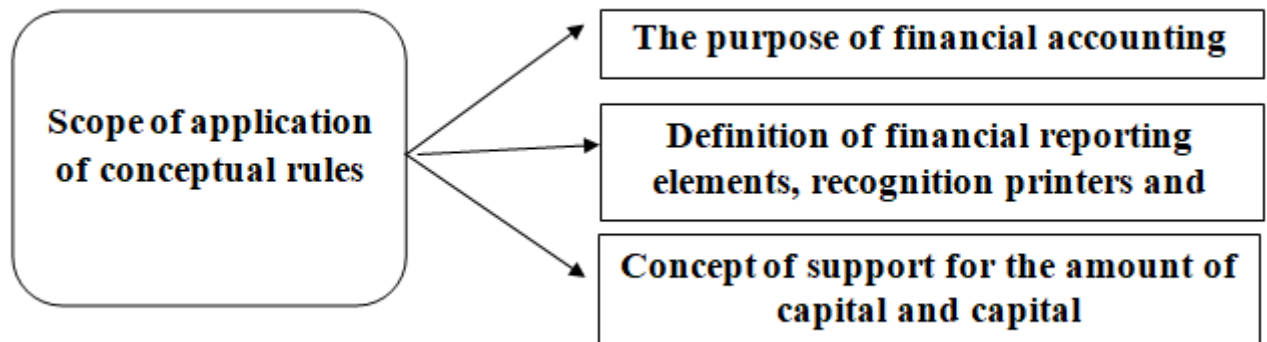 Scope of application
of conceptual rules
The purpose of financial accounting
Definition of financial reporting
elements, recognition printers and
Concept of support for the amount of
capital and capital